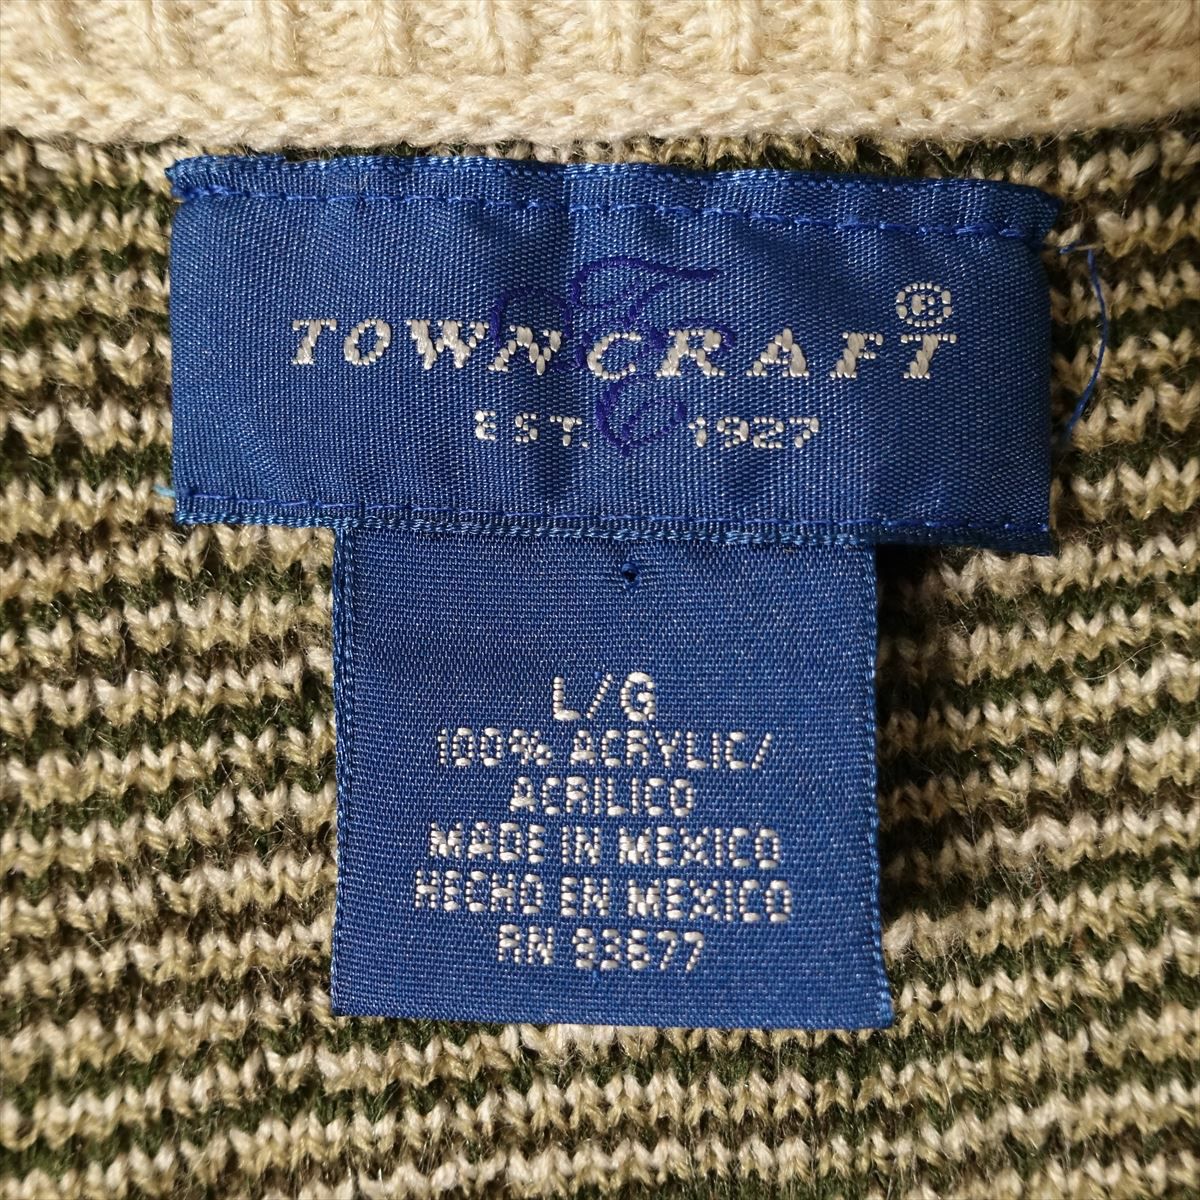 TOWNCRAFT®
EST. 1927
L/G
100% ACRYLIC/
ACRILICO
MADE IN MEXICO
HECHO EN MEXICO
RN 93677